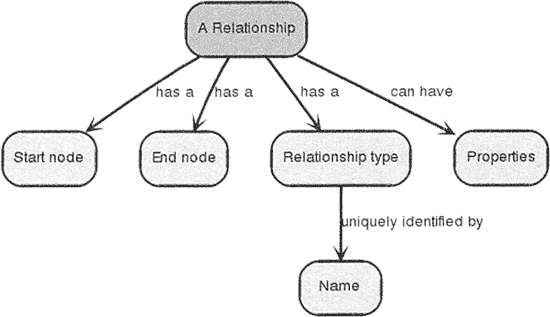 A Relationship
has a
has a
has a
can have
Start node
End node
Relationship type
Properties
uniquely identified by
Name